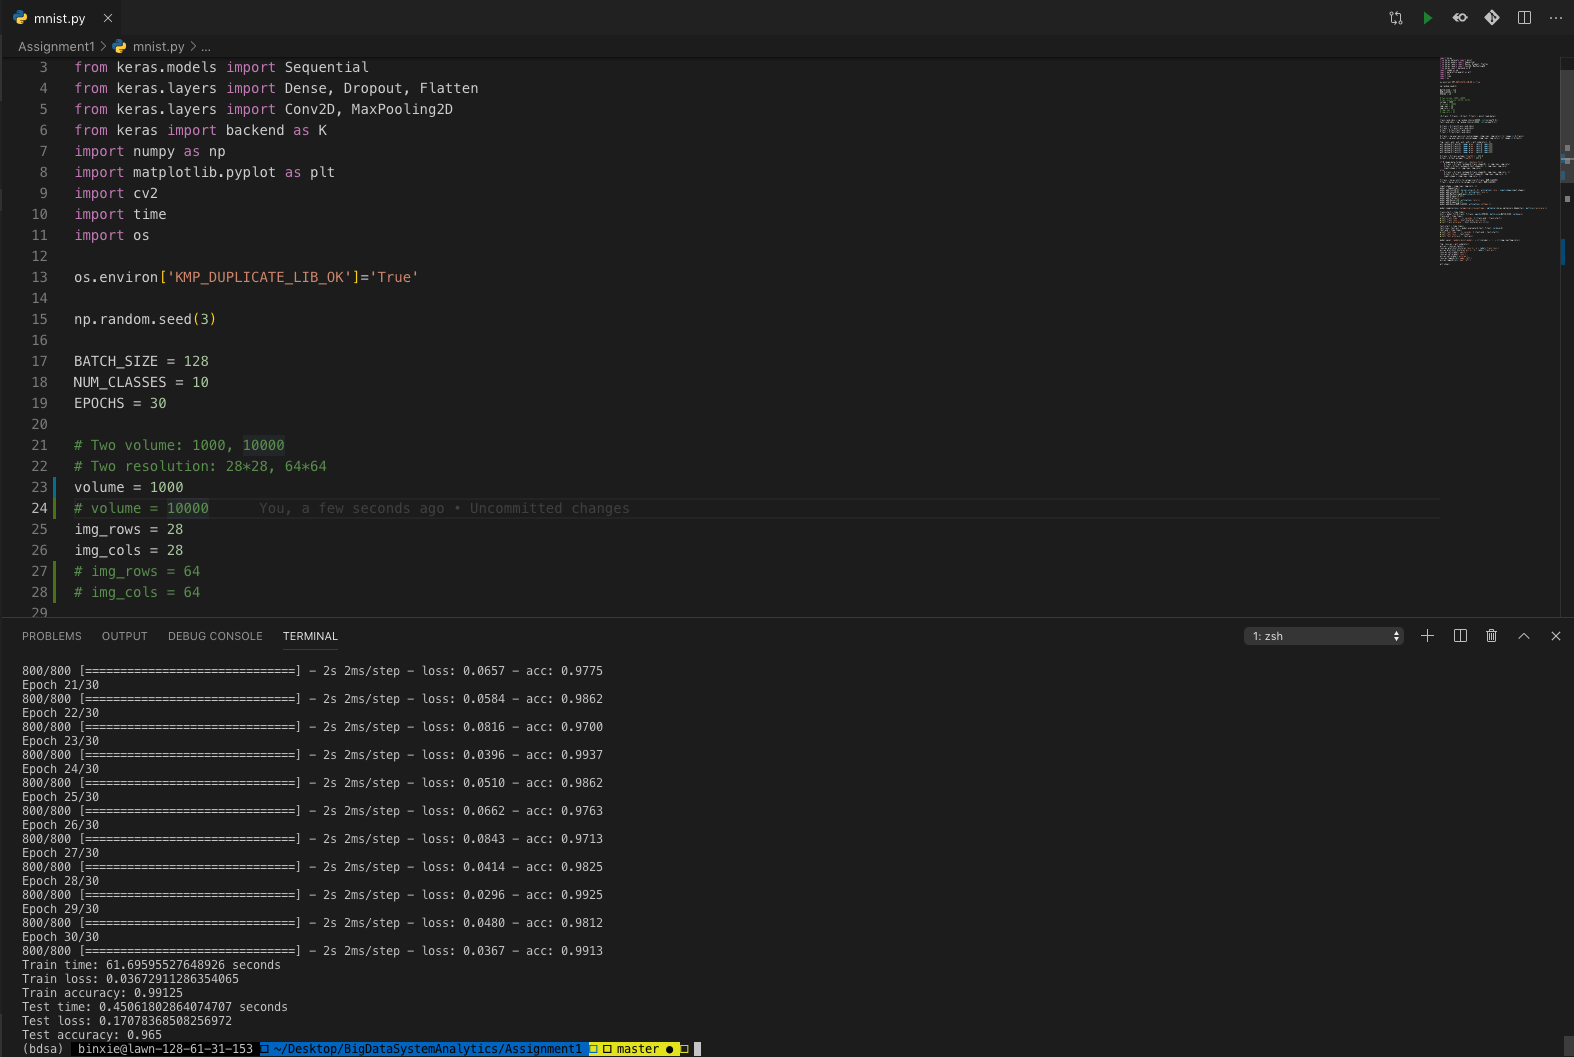 mnist.py
Assignment1 > mnist.py > ...
3 from keras.models import Sequential
4 from keras.layers import Dense, Dropout, Flatten
5 from keras.layers import Conv2D, MaxPooling2D
6 from keras import backend as K
7 import numpy as np
8 import matplotlib.pyplot as plt
9 import cv2
10 import time
11 import os
12
13 os.environ['KMP_DUPLICATE_LIB_OK']='True'
14
15 np.random.seed(3)
16
17 BATCH_SIZE = 128
18 NUM_CLASSES = 10
19 EPOCHS = 30
20
21 # Two volume: 1000, 10000
22 # Two resolution: 28*28, 64*64
23 volume = 1000
24 # volume = 10000 You, a few seconds ago • Uncommitted changes
25 img_rows = 28
26 img_cols = 28
27 # img_rows = 64
28 # img_cols = 64
29
PROBLEMS OUTPUT DEBUG CONSOLE TERMINAL 1: zsh
800/800 [==============================] - 2s 2ms/step - loss: 0.0657 - acc: 0.9775
Epoch 21/30
800/800 [==============================] - 2s 2ms/step - loss: 0.0584 - acc: 0.9862
Epoch 22/30
800/800 [==============================] - 2s 2ms/step - loss: 0.0816 - acc: 0.9700
Epoch 23/30
800/800 [==============================] - 2s 2ms/step - loss: 0.0396 - acc: 0.9937
Epoch 24/30
800/800 [==============================] - 2s 2ms/step - loss: 0.0510 - acc: 0.9862
Epoch 25/30
800/800 [==============================] - 2s 2ms/step - loss: 0.0662 - acc: 0.9763
Epoch 26/30
800/800 [==============================] - 2s 2ms/step - loss: 0.0843 - acc: 0.9713
Epoch 27/30
800/800 [==============================] - 2s 2ms/step - loss: 0.0414 - acc: 0.9825
Epoch 28/30
800/800 [==============================] - 2s 2ms/step - loss: 0.0296 - acc: 0.9925
Epoch 29/30
800/800 [==============================] - 2s 2ms/step - loss: 0.0480 - acc: 0.9812
Epoch 30/30
800/800 [==============================] - 2s 2ms/step - loss: 0.0367 - acc: 0.9913
Train time: 61.69595527648926 seconds
Train loss: 0.03672911286354065
Train accuracy: 0.99125
Test time: 0.45061802864074707 seconds
Test loss: 0.17078368508256972
Test accuracy: 0.965
(bdsa) binxie@lawn-128-61-31-153 ~/Desktop/BigDataSystemAnalytics/Assignment1 master ●